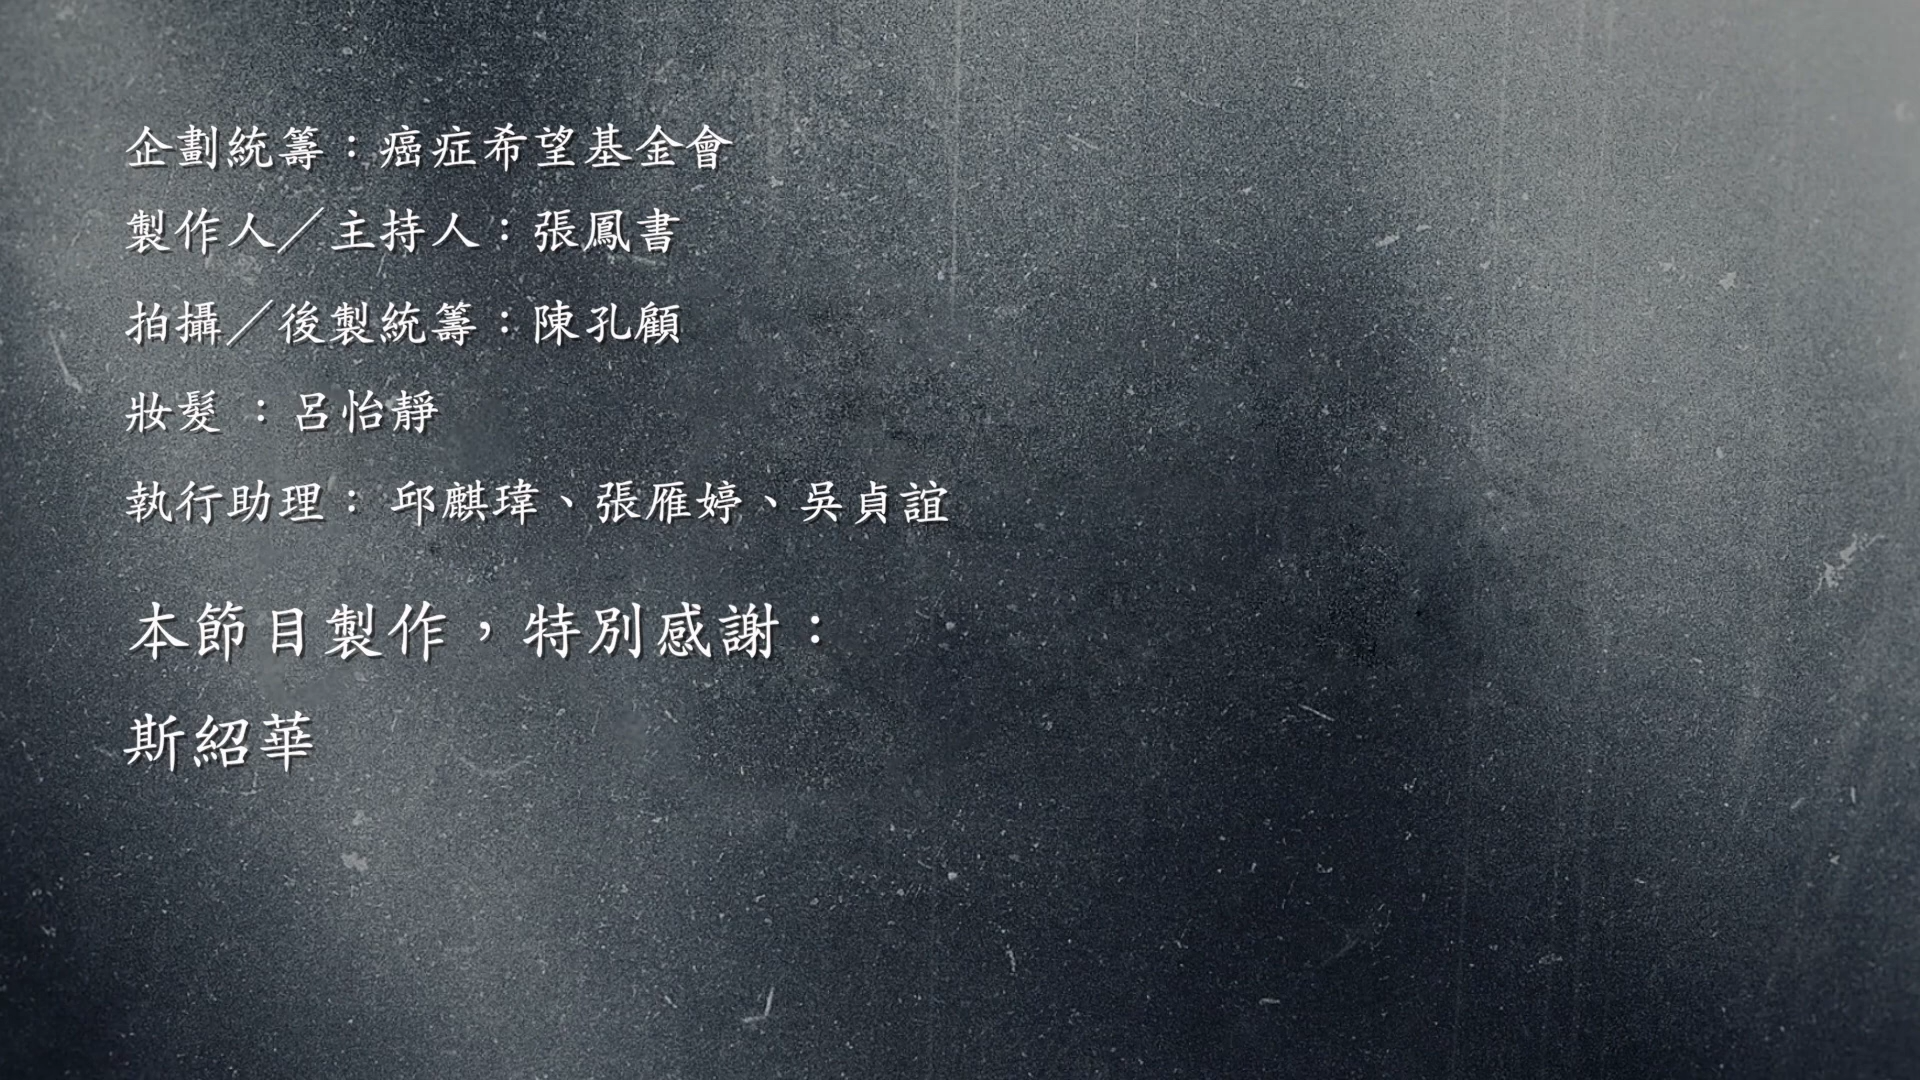 企劃統籌：癌症希望基金會
製作人／主持人：張鳳書
拍攝／後製統籌：陳孔顧
妝髮 ：呂怡靜
執行助理： 邱麒瑋、張雁婷、吳貞誼
本節目製作，特別感謝：
斯紹華